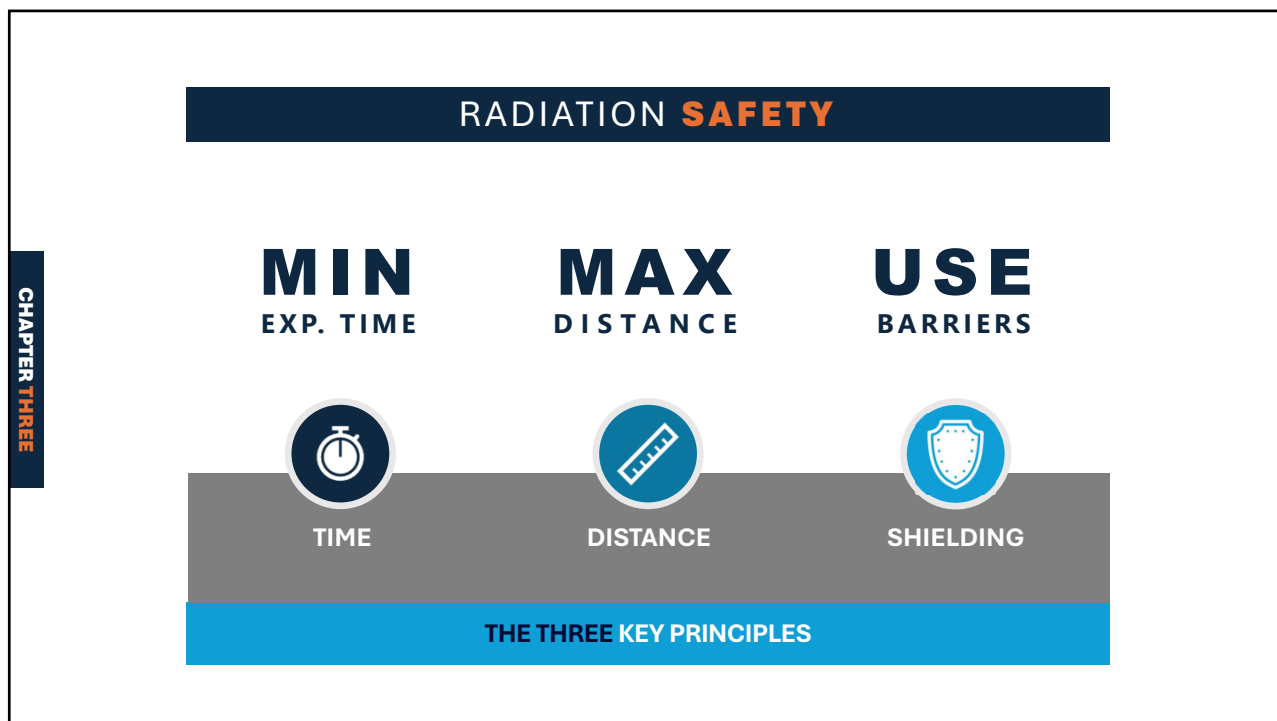 RADIATION SAFETY
CHAPTER THREE
MIN
EXP. TIME
MAX
DISTANCE
USE
BARRIERS
TIME
DISTANCE
SHIELDING
THE THREE KEY PRINCIPLES